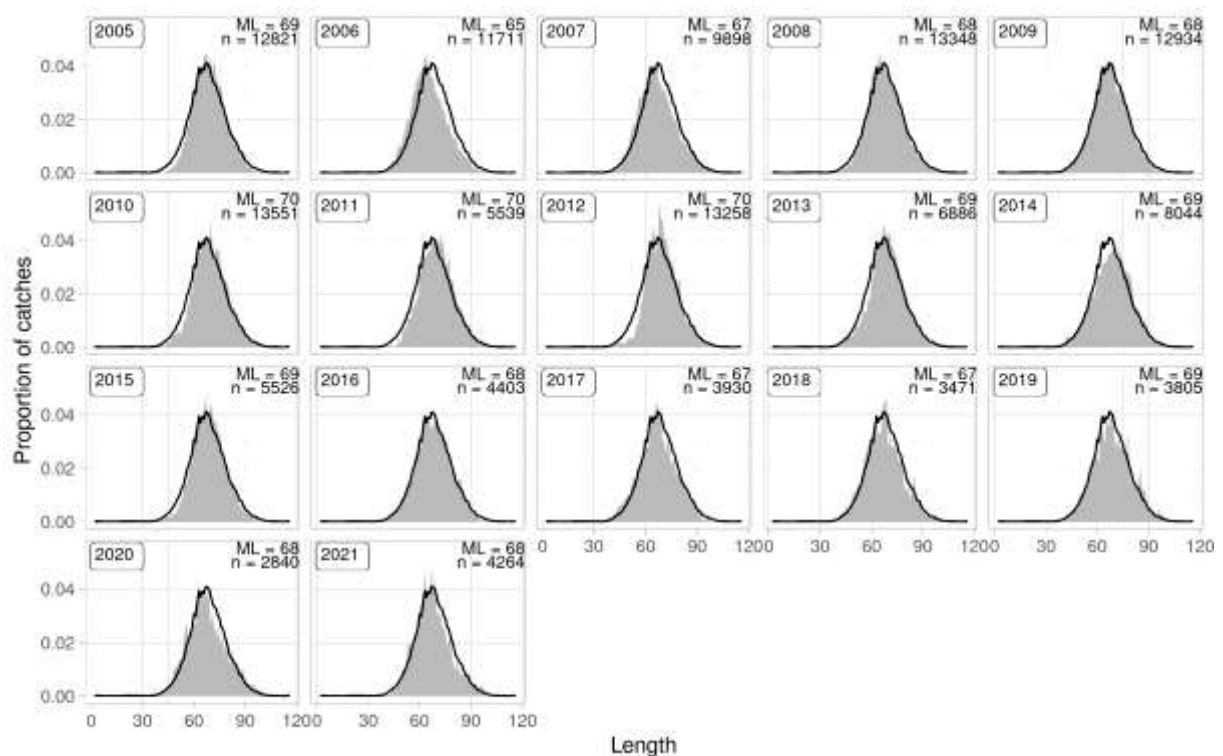 2005 ML = 69 n = 12821
2006 ML = 65 n = 11711
2007 ML = 67 n = 9898
2008 ML = 68 n = 13348
2009 ML = 68 n = 12934
0.04
0.02
0.00
2010 ML = 70 n = 13551
2011 ML = 70 n = 5539
2012 ML = 70 n = 13258
2013 ML = 69 n = 6886
2014 ML = 69 n = 8044
0.04
0.02
0.00
Proportion of catches
2015 ML = 69 n = 5526
2016 ML = 68 n = 4403
2017 ML = 67 n = 3930
2018 ML = 67 n = 3471
2019 ML = 69 n = 3805
0.04
0.02
0.00
0 30 60 90 120 0 30 60 90 120 0 30 60 90 120
2020 ML = 68 n = 2840
2021 ML = 68 n = 4264
0.04
0.02
0.00
0 30 60 90 120 0 30 60 90 120
Length